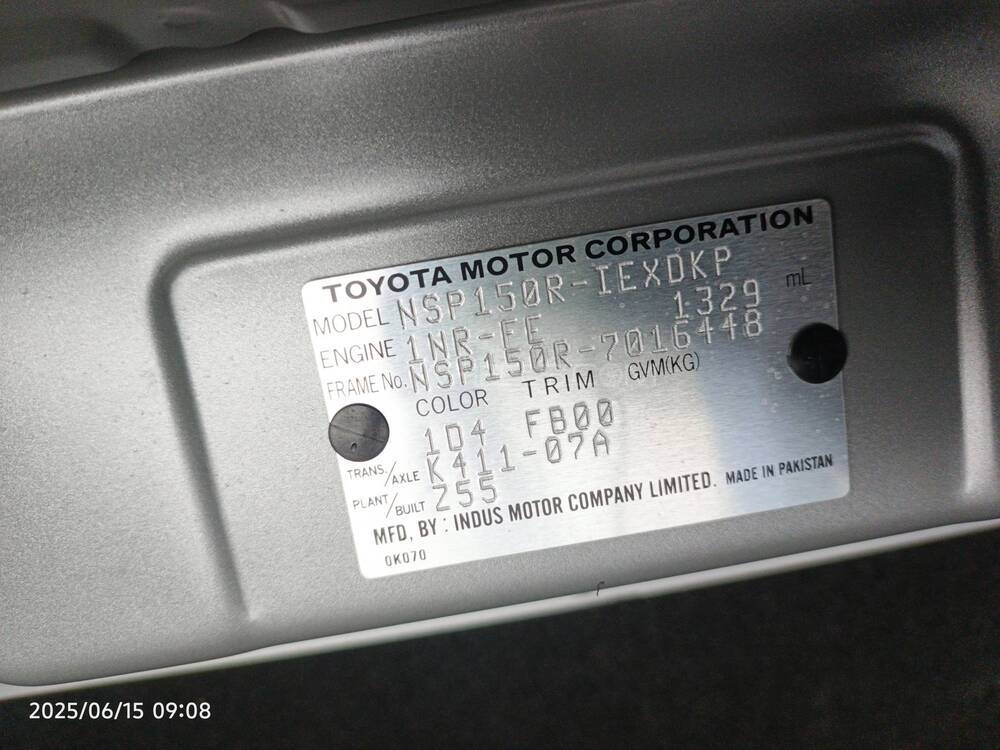 TOYOTA MOTOR CORPORATION
MODEL NSP150R-IEXDKP
ENGINE 1NR-FE 1329 mL
FRAME No. NSP150R-7016448
COLOR TRIM GVM(KG)
1D4 FB00
TRANS./AXLE K411-07A
PLANT/BUILT Z55
MFD. BY : INDUS MOTOR COMPANY LIMITED. MADE IN PAKISTAN
0K070
2025/06/15 09:08